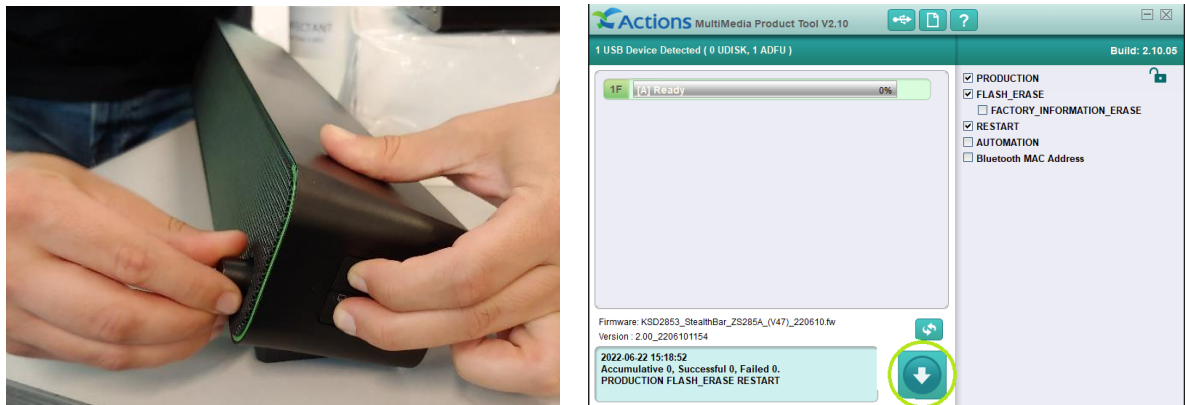 Actions MultiMedia Product Tool V2.10
1 USB Device Detected ( 0 UDISK, 1 ADFU )
Build: 2.10.05
1F [A] Ready 0%
PRODUCTION
FLASH_ERASE
FACTORY_INFORMATION_ERASE
RESTART
AUTOMATION
Bluetooth MAC Address
Firmware: KSD2853_StealthBar_ZS285A_(V47)_220610.fw
Version : 2.00_2206101154
2022-06-22 15:18:52
Accumulative 0, Successful 0, Failed 0.
PRODUCTION FLASH_ERASE RESTART